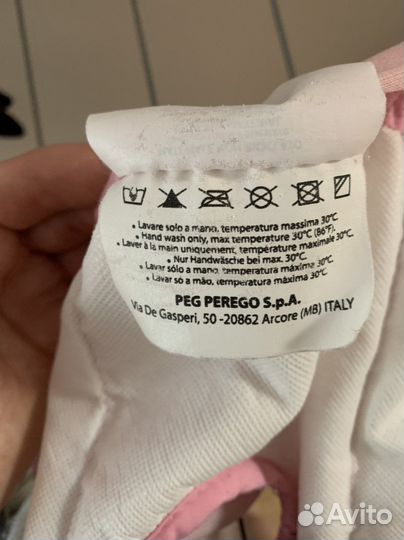 • Lavare solo a mano, temperatura massima 30°C.
• Hand wash only, max temperature 30°C (86°F).
• Laver à la main uniquement, température maximale 30°C.
• Nur Handwäsche bei max. 30°C.
• Lavar sólo a mano, temperatura máxima 30°C.
• Lavar so a mão, temperatura máxima 30°C.
PEG PEREGO S.p.A.
Via De Gasperi, 50 -20862 Arcore (MB) ITALY
Avito